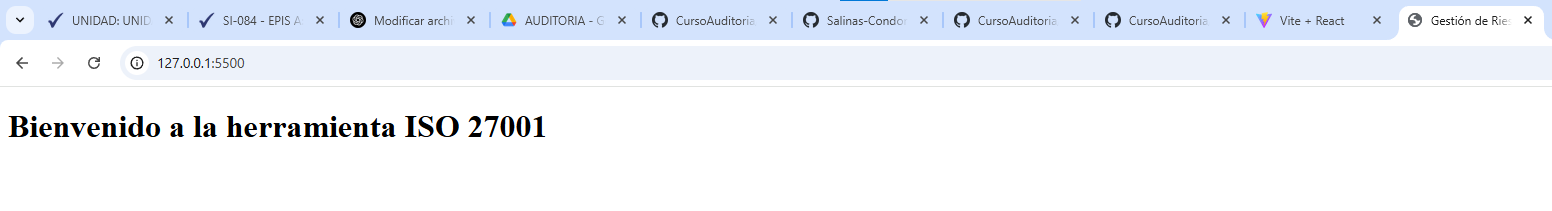 UNIDAD: UNID
SI-084 - EPIS A
Modificar archi
AUDITORIA - G
CursoAuditoria
Salinas-Condor
CursoAuditoria
CursoAuditoria
Vite + React
Gestión de Ries
127.0.0.1:5500
Bienvenido a la herramienta ISO 27001